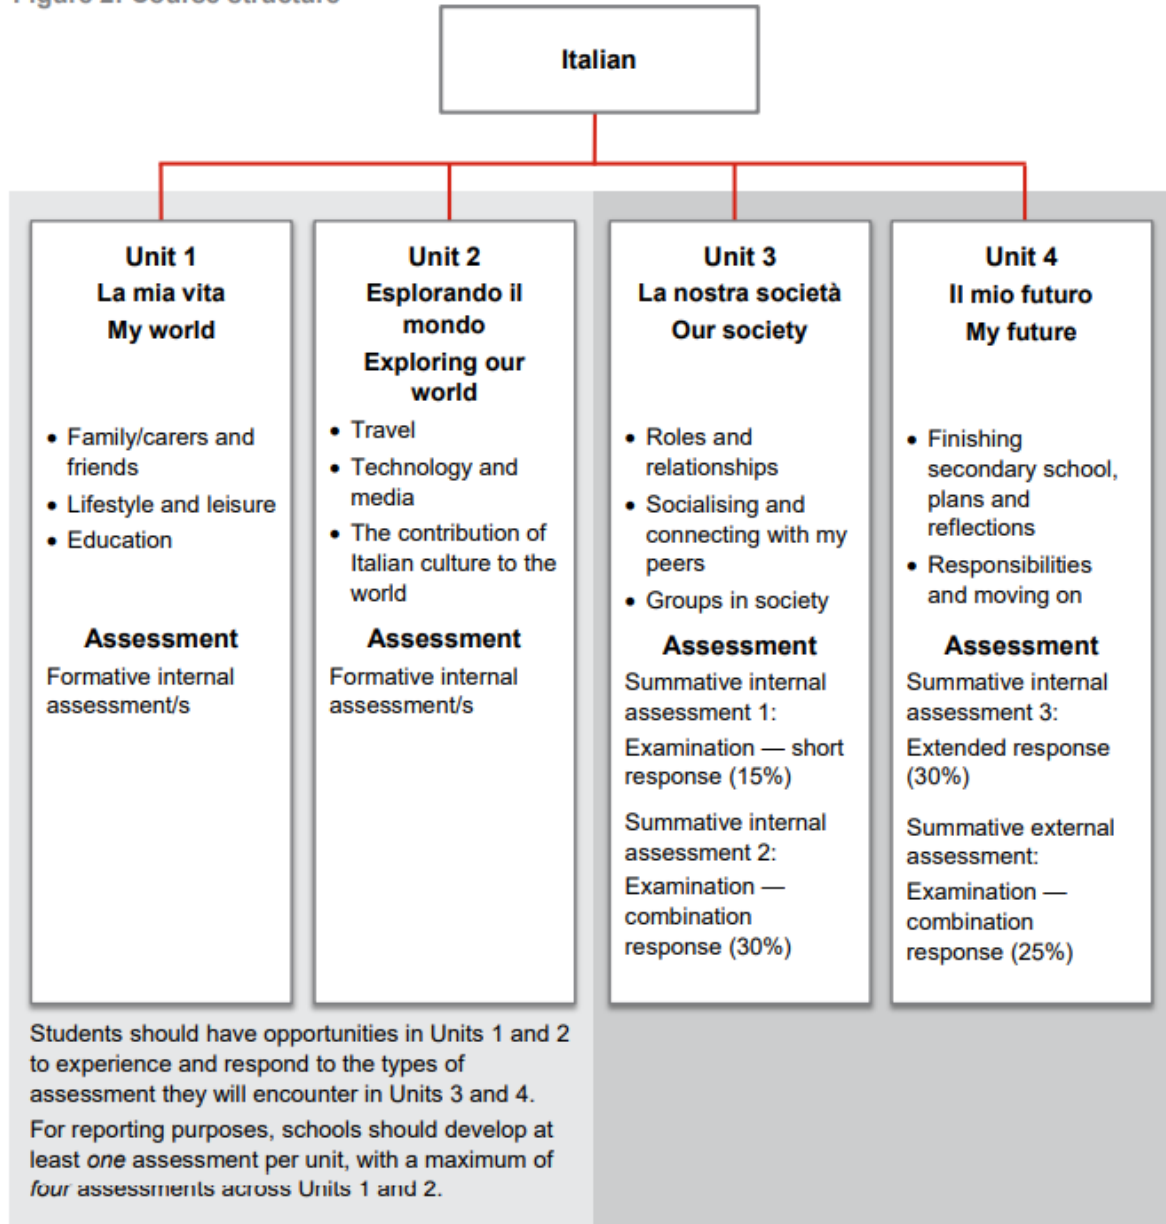 Figure 2: Course structure
Italian
Unit 1
La mia vita
My world
• Family/carers and
friends
• Lifestyle and leisure
• Education
Assessment
Formative internal
assessment/s
Unit 2
Esplorando il
mondo
Exploring our
world
• Travel
• Technology and
media
• The contribution of
Italian culture to the
world
Assessment
Formative internal
assessment/s
Unit 3
La nostra società
Our society
• Roles and
relationships
• Socialising and
connecting with my
peers
• Groups in society
Assessment
Summative internal
assessment 1:
Examination — short
response (15%)
Summative internal
assessment 2:
Examination —
combination
response (30%)
Unit 4
Il mio futuro
My future
• Finishing
secondary school,
plans and
reflections
• Responsibilities
and moving on
Assessment
Summative internal
assessment 3:
Extended response
(30%)
Summative external
assessment:
Examination —
combination
response (25%)
Students should have opportunities in Units 1 and 2
to experience and respond to the types of
assessment they will encounter in Units 3 and 4.
For reporting purposes, schools should develop at
least one assessment per unit, with a maximum of
four assessments across Units 1 and 2.